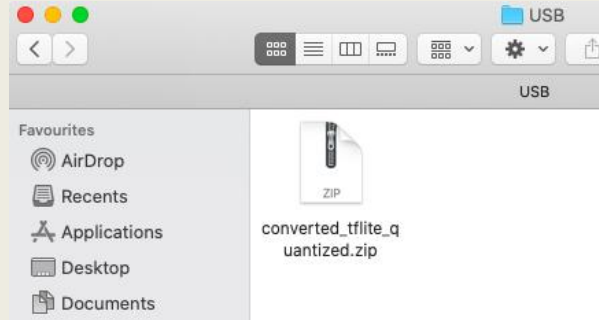 USB
USB
Favourites
AirDrop
Recents
Applications
Desktop
Documents
ZIP
converted_tflite_q
uantized.zip